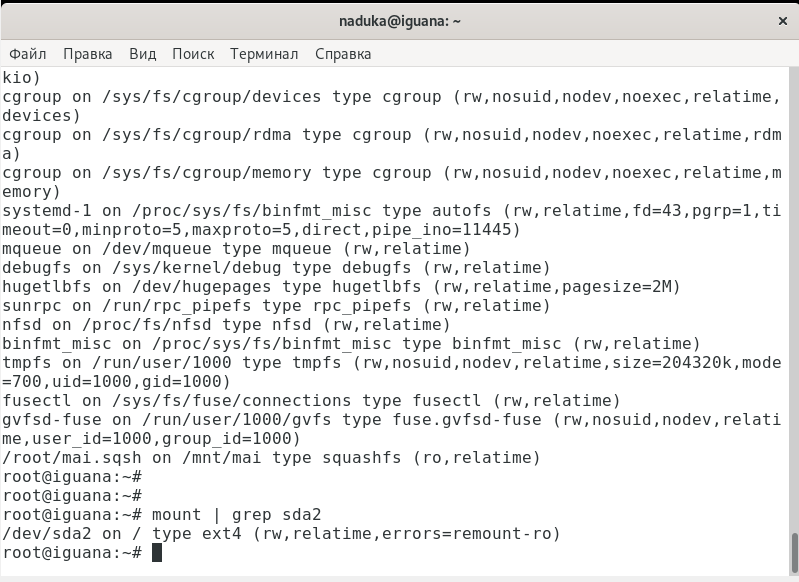 naduka@iguana: ~
Файл Правка Вид Поиск Терминал Справка
kio)
cgroup on /sys/fs/cgroup/devices type cgroup (rw,nosuid,nodev,noexec,relatime,
devices)
cgroup on /sys/fs/cgroup/rdma type cgroup (rw,nosuid,nodev,noexec,relatime,rdm
a)
cgroup on /sys/fs/cgroup/memory type cgroup (rw,nosuid,nodev,noexec,relatime,m
emory)
systemd-1 on /proc/sys/fs/binfmt_misc type autofs (rw,relatime,fd=43,pgrp=1,ti
meout=0,minproto=5,maxproto=5,direct,pipe_ino=11445)
mqueue on /dev/mqueue type mqueue (rw,relatime)
debugfs on /sys/kernel/debug type debugfs (rw,relatime)
hugetlbfs on /dev/hugepages type hugetlbfs (rw,relatime,pagesize=2M)
sunrpc on /run/rpc_pipefs type rpc_pipefs (rw,relatime)
nfsd on /proc/fs/nfsd type nfsd (rw,relatime)
binfmt_misc on /proc/sys/fs/binfmt_misc type binfmt_misc (rw,relatime)
tmpfs on /run/user/1000 type tmpfs (rw,nosuid,nodev,relatime,size=204320k,mode
=700,uid=1000,gid=1000)
fusectl on /sys/fs/fuse/connections type fusectl (rw,relatime)
gvfsd-fuse on /run/user/1000/gvfs type fuse.gvfsd-fuse (rw,nosuid,nodev,relati
me,user_id=1000,group_id=1000)
/root/mai.sqsh on /mnt/mai type squashfs (ro,relatime)
root@iguana:~#
root@iguana:~#
root@iguana:~# mount | grep sda2
/dev/sda2 on / type ext4 (rw,relatime,errors=remount-ro)
root@iguana:~#